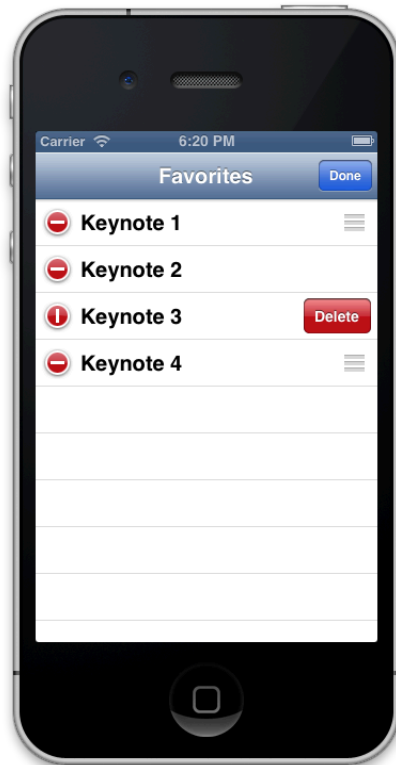 Carrier 6:20 PM
Favorites Done
Keynote 1
Keynote 2
Keynote 3 Delete
Keynote 4